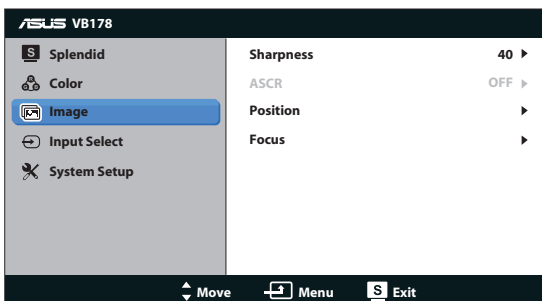 ASUS VB178
S Splendid
Color
Image
Input Select
System Setup
Sharpness 40
ASCR OFF
Position
Focus
Move Menu S Exit